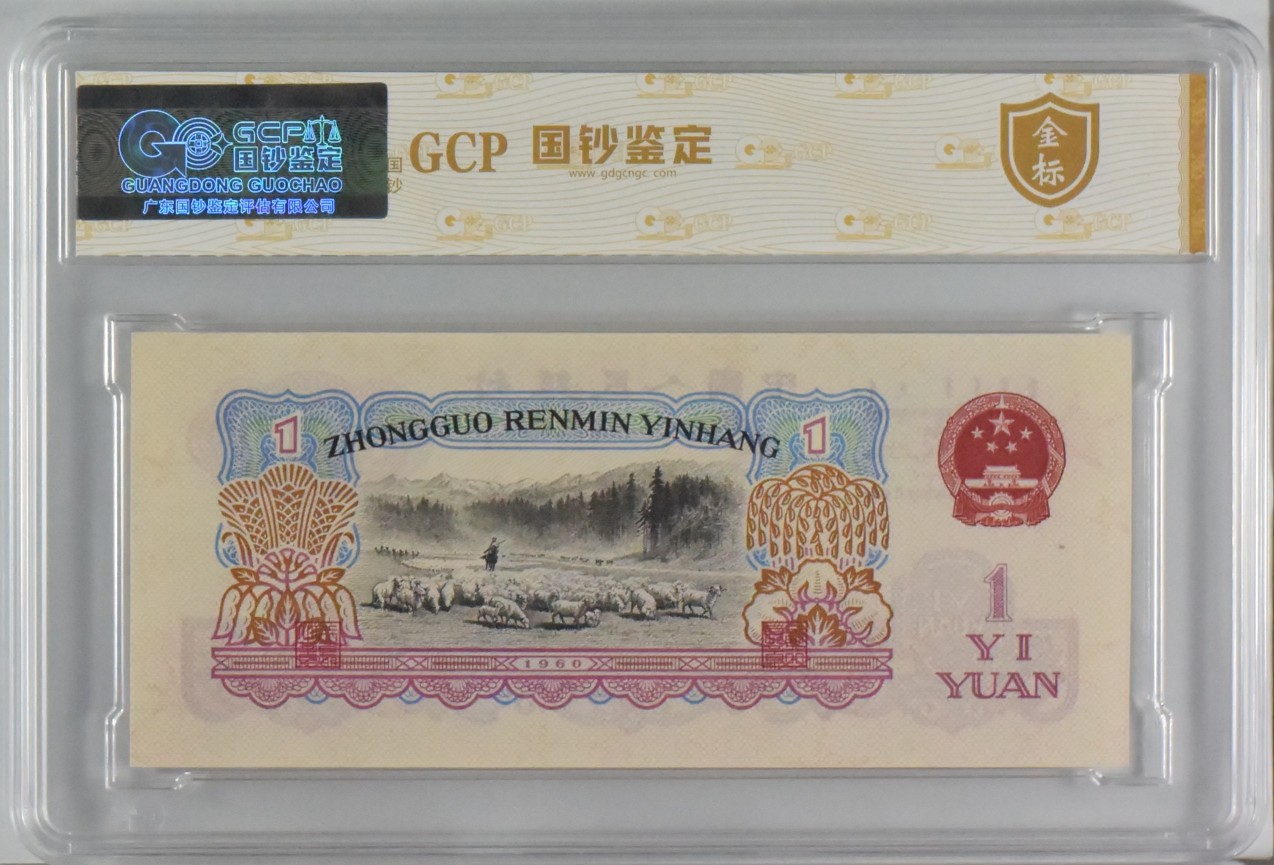 GCP
国钞鉴定
GUANGDONG GUOCHAO
广东国钞鉴定评估有限公司
国
钞
GCP 国钞鉴定
www.gdgcngc.com
金
标
ZHONGGUO RENMIN YINHANG
1
1
1960
1
YI
YUAN